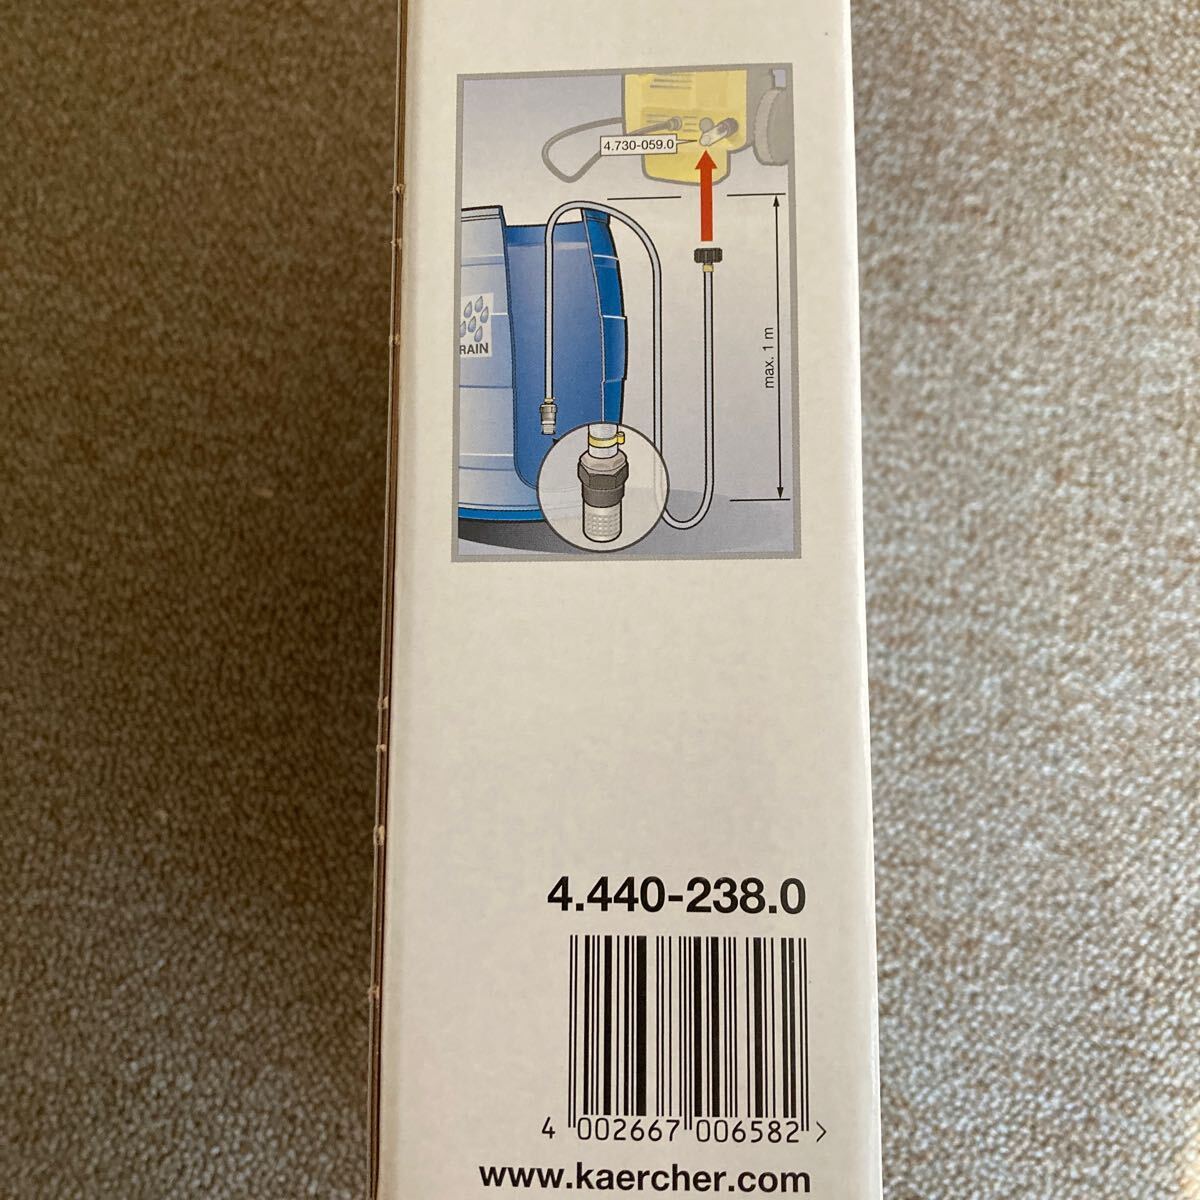 4.730-059.0
max. 1 m
RAIN
4.440-238.0
4 002667 006582 >
www.kaercher.com